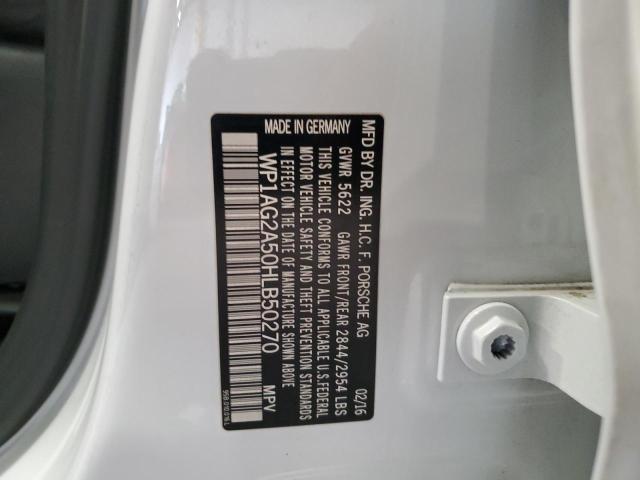 MFD BY DR. ING. H.C. F. PORSCHE AG 02/16
GVWR 5622 GAWR FRONT/REAR 2844/2954 LBS
THIS VEHICLE CONFORMS TO ALL APPLICABLE U.S. FEDERAL
MOTOR VEHICLE SAFETY AND THEFT PREVENTION STANDARDS
IN EFFECT ON THE DATE OF MANUFACTURE SHOWN ABOVE.
MADE IN GERMANY
WP1AG2A50HLB50270 MPV